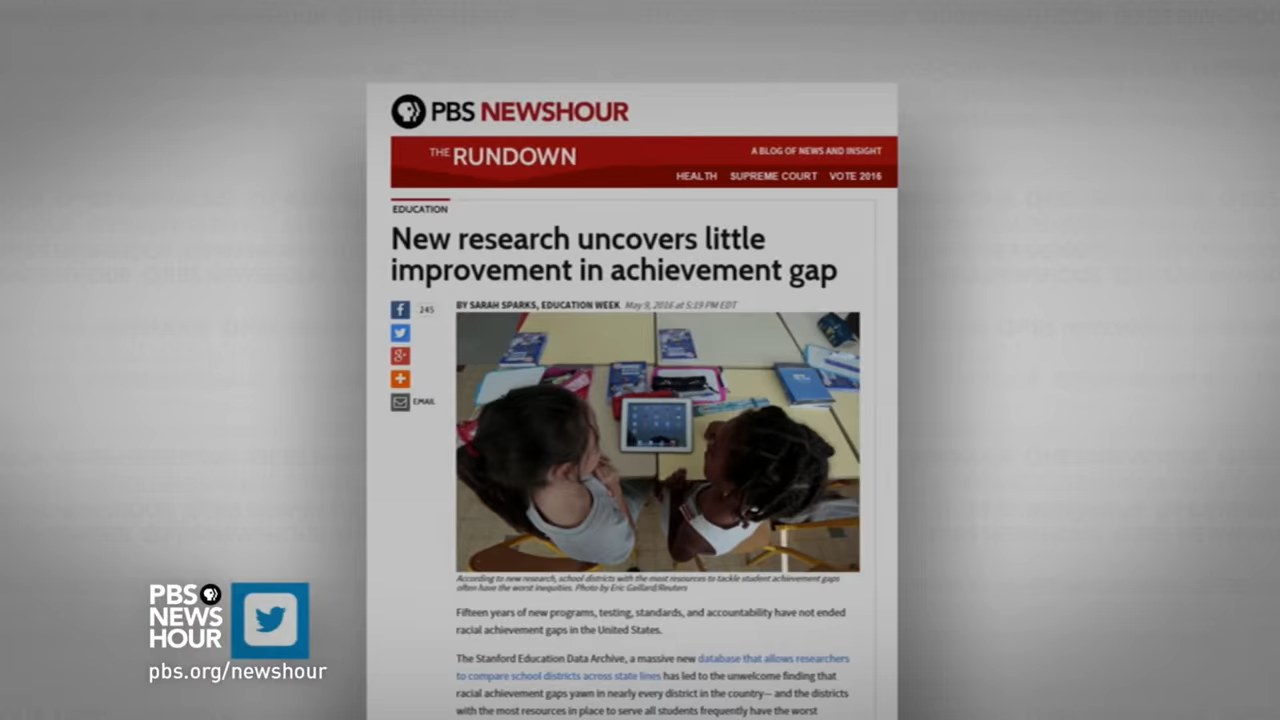 PBS NEWSHOUR
THE RUNDOWN
A BLOG OF NEWS AND INSIGHT
HEALTH SUPREME COURT VOTE 2016
EDUCATION
New research uncovers little
improvement in achievement gap
BY SARAH SPARKS, EDUCATION WEEK May 9, 2016 at 5:19 PM EDT
245
EMAIL
According to new research, school districts with the most resources to tackle student achievement gaps
often have the worst inequities. Photo by Eric Gaillard/Reuters
Fifteen years of new programs, testing, standards, and accountability have not ended
racial achievement gaps in the United States.
The Stanford Education Data Archive, a massive new database that allows researchers
to compare school districts across state lines has led to the unwelcome finding that
racial achievement gaps yawn in nearly every district in the country— and the districts
with the most resources in place to serve all students frequently have the worst
PBS
NEWS
HOUR
pbs.org/newshour